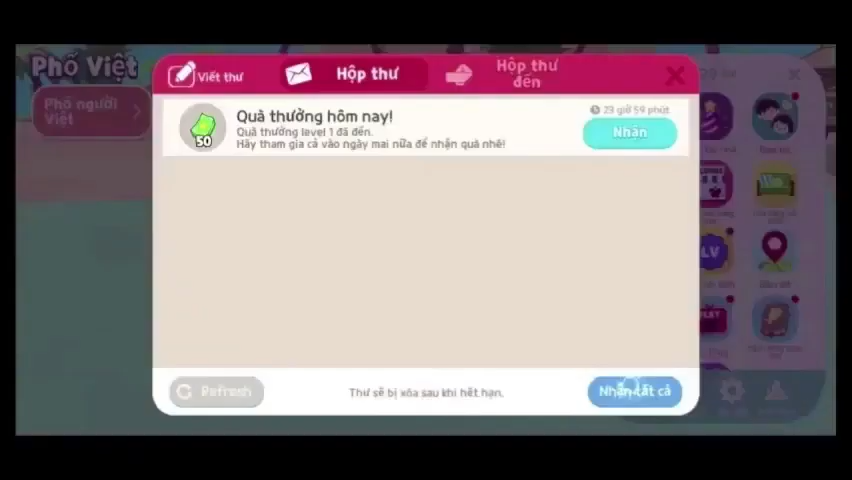 Phố Việt
Phố người
Việt
Viết thư
Hộp thư
Hộp thư
đến
Quà thưởng hôm nay!
Quà thưởng level 1 đã đến.
Hãy tham gia cả vào ngày mai nữa để nhận quà nhé!
50
23 giờ 59 phút
Nhận
LV
PLAY
Refresh
Thư sẽ bị xóa sau khi hết hạn.
Nhận tất cả